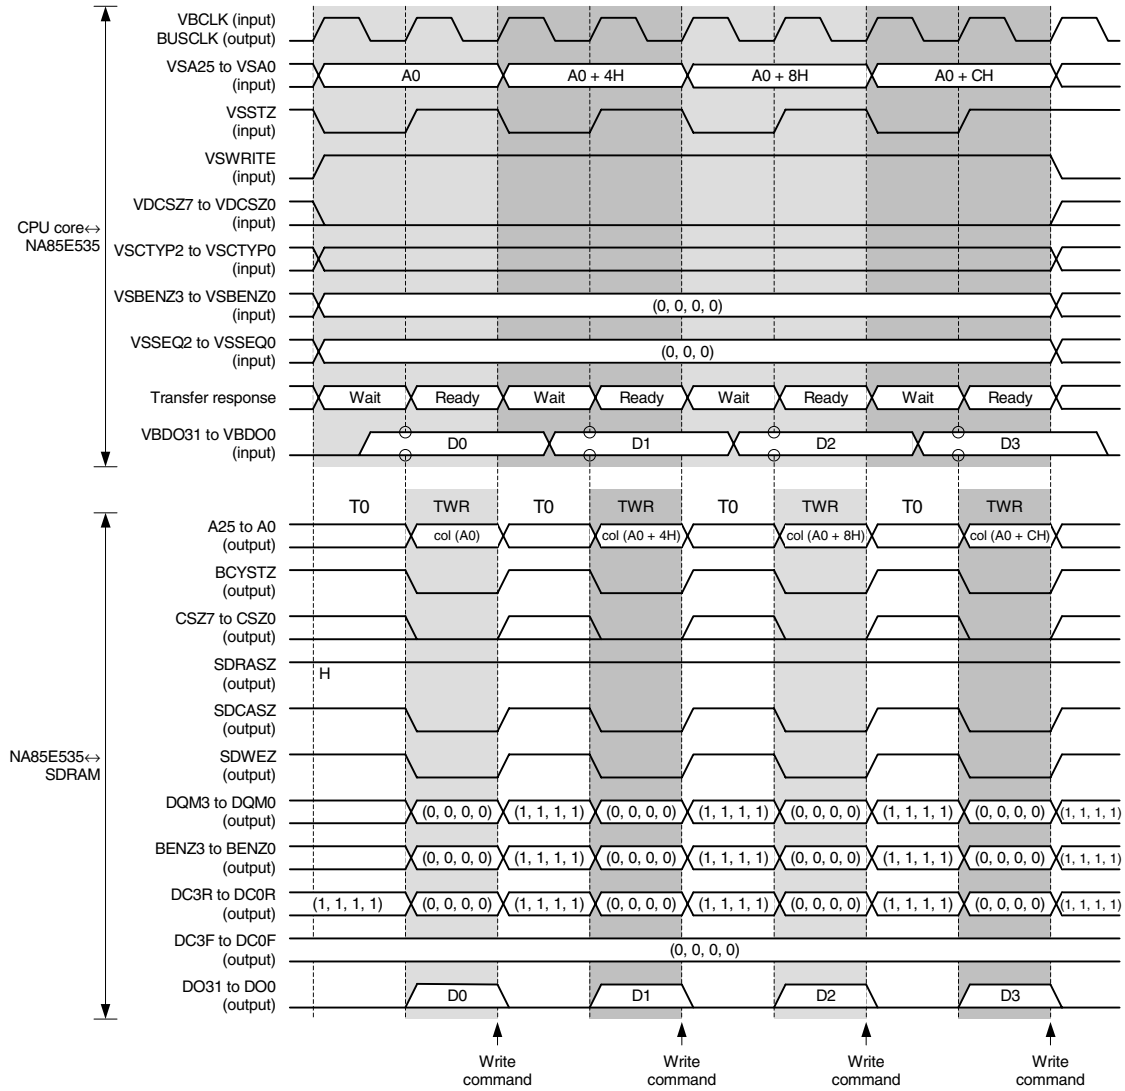 VBCLK (input)
BUSCLK (output)
VSA25 to VSA0
(input)
A0
A0 + 4H
A0 + 8H
A0 + CH
VSSTZ
(input)
VSWRITE
(input)
VDCSZ7 to VDCSZ0
(input)
CPU core↔
NA85E535
VSCTYP2 to VSCTYP0
(input)
VSBENZ3 to VSBENZ0
(input)
(0, 0, 0, 0)
VSSEQ2 to VSSEQ0
(input)
(0, 0, 0)
Transfer response
Wait
Ready
Wait
Ready
Wait
Ready
Wait
Ready
VBDO31 to VBDO0
(input)
D0
D1
D2
D3
T0
TWR
T0
TWR
T0
TWR
T0
TWR
A25 to A0
(output)
col (A0)
col (A0 + 4H)
col (A0 + 8H)
col (A0 + CH)
BCYSTZ
(output)
CSZ7 to CSZ0
(output)
SDRASZ
(output)
H
SDCASZ
(output)
NA85E535↔
SDRAM
SDWEZ
(output)
DQM3 to DQM0
(output)
(0, 0, 0, 0)
(1, 1, 1, 1)
(0, 0, 0, 0)
(1, 1, 1, 1)
(0, 0, 0, 0)
(1, 1, 1, 1)
(0, 0, 0, 0)
(1, 1, 1, 1)
BENZ3 to BENZ0
(output)
(0, 0, 0, 0)
(1, 1, 1, 1)
(0, 0, 0, 0)
(1, 1, 1, 1)
(0, 0, 0, 0)
(1, 1, 1, 1)
(0, 0, 0, 0)
(1, 1, 1, 1)
DC3R to DC0R
(output)
(1, 1, 1, 1)
(0, 0, 0, 0)
(1, 1, 1, 1)
(0, 0, 0, 0)
(1, 1, 1, 1)
(0, 0, 0, 0)
(1, 1, 1, 1)
(0, 0, 0, 0)
(1, 1, 1, 1)
DC3F to DC0F
(output)
(0, 0, 0, 0)
DO31 to DO0
(output)
D0
D1
D2
D3
Write
command
Write
command
Write
command
Write
command